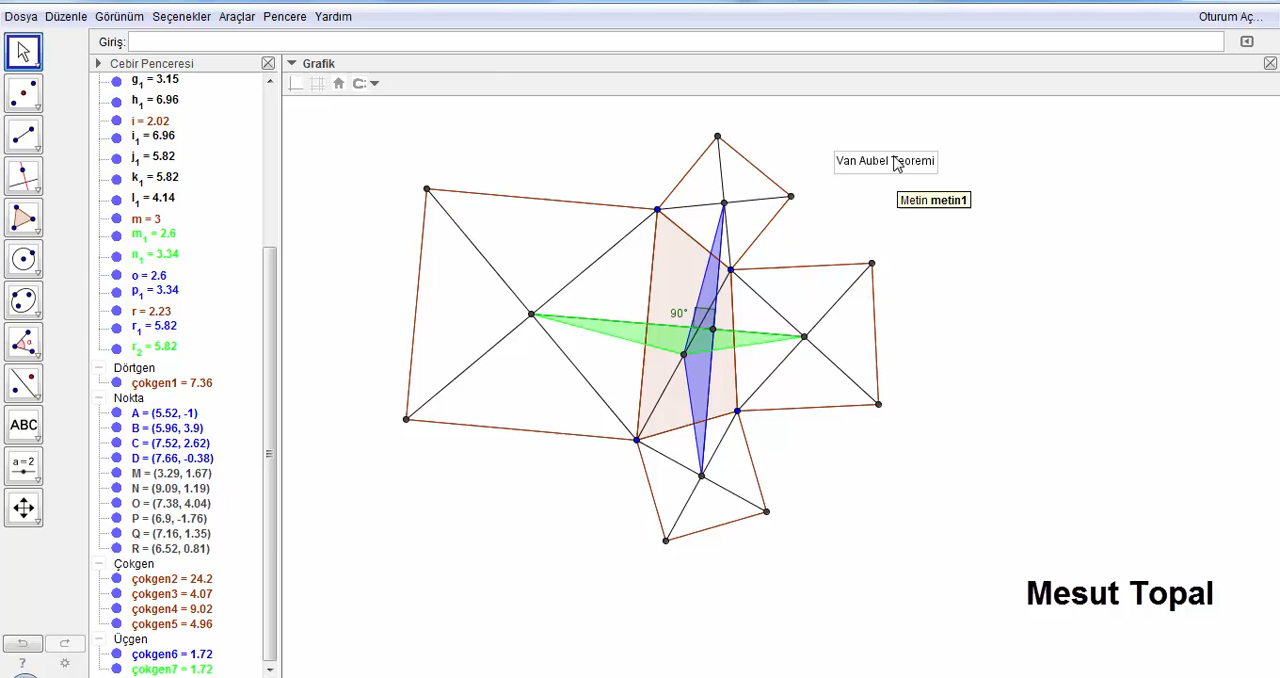 Dosya Düzenle Görünüm Seçenekler Araçlar Pencere Yardım Oturum Aç...
Giriş:
Cebir Penceresi
Grafik
g₁ = 3.15
h₁ = 6.96
i = 2.02
i₁ = 6.96
j₁ = 5.82
k₁ = 5.82
l₁ = 4.14
m = 3
m₁ = 2.6
n₁ = 3.34
o = 2.6
p₁ = 3.34
r = 2.23
r₁ = 5.82
r₂ = 5.82
Dörtgen
çokgen1 = 7.36
Nokta
A = (5.52, -1)
B = (5.96, 3.9)
C = (7.52, 2.62)
D = (7.66, -0.38)
M = (3.29, 1.67)
N = (9.09, 1.19)
O = (7.38, 4.04)
P = (6.9, -1.76)
Q = (7.16, 1.35)
R = (6.52, 0.81)
Çokgen
çokgen2 = 24.2
çokgen3 = 4.07
çokgen4 = 9.02
çokgen5 = 4.96
Üçgen
çokgen6 = 1.72
çokgen7 = 1.72
ABC
a=2
α
m
?
Van Aubel Teoremi
Metin metin1
90°
Mesut Topal